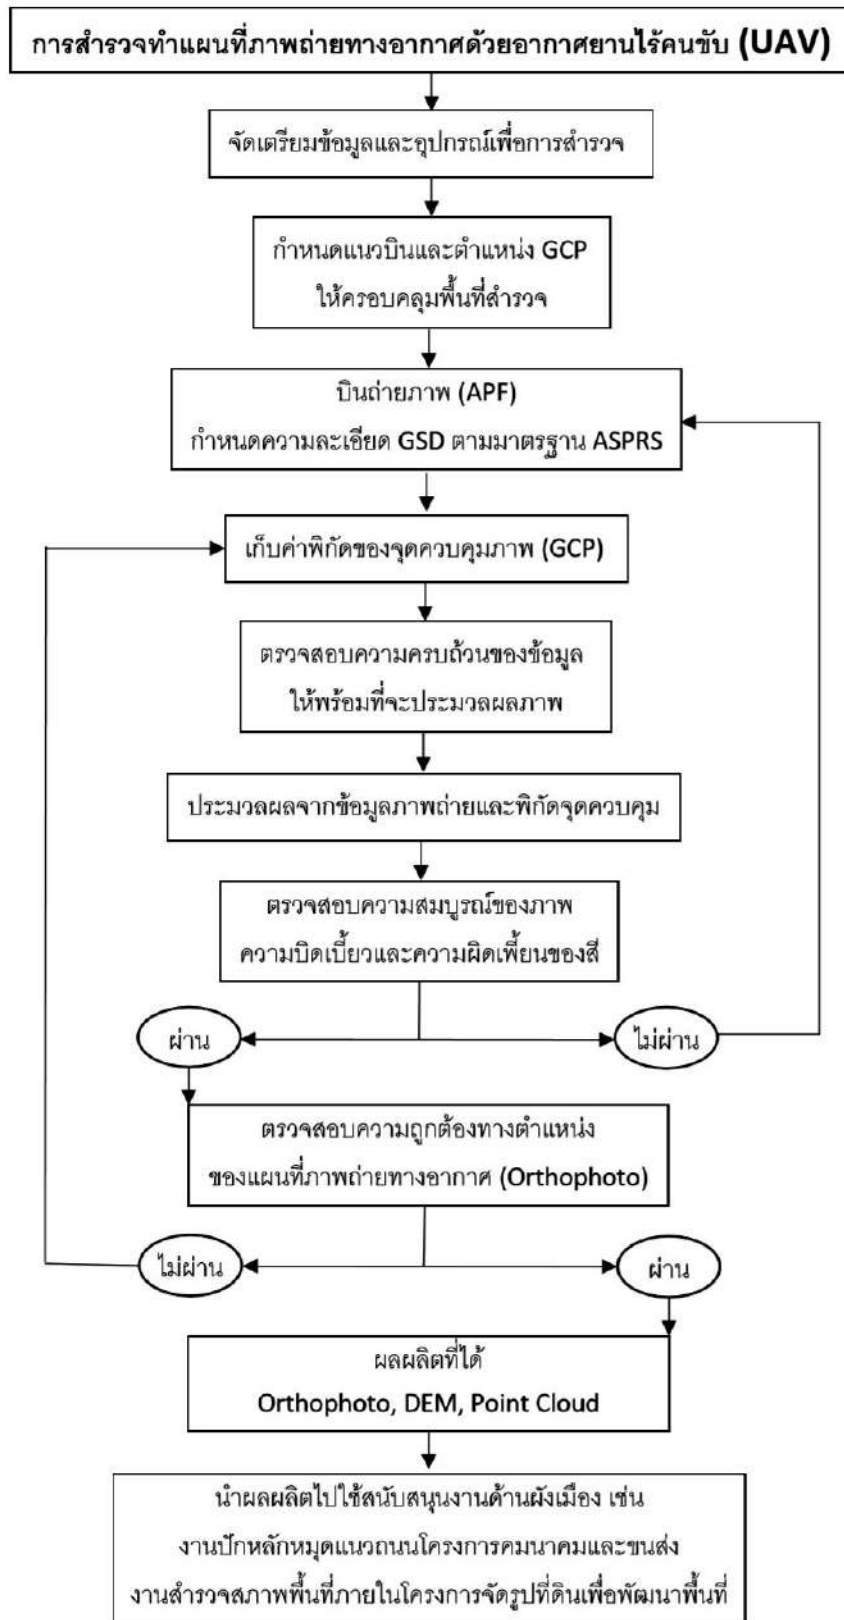 การสำรวจทำแผนที่ภาพถ่ายทางอากาศด้วยอากาศยานไร้คนขับ (UAV)
จัดเตรียมข้อมูลและอุปกรณ์เพื่อการสำรวจ
กำหนดแนวบินและตำแหน่ง GCP
ให้ครอบคลุมพื้นที่สำรวจ
บินถ่ายภาพ (APF)
กำหนดความละเอียด GSD ตามมาตรฐาน ASPRS
เก็บค่าพิกัดของจุดควบคุมภาพ (GCP)
ตรวจสอบความครบถ้วนของข้อมูล
ให้พร้อมที่จะประมวลผลภาพ
ประมวลผลจากข้อมูลภาพถ่ายและพิกัดจุดควบคุม
ตรวจสอบความสมบูรณ์ของภาพ
ความบิดเบี้ยวและความผิดเพี้ยนของสี
ผ่าน
ไม่ผ่าน
ตรวจสอบความถูกต้องทางตำแหน่ง
ของแผนที่ภาพถ่ายทางอากาศ (Orthophoto)
ไม่ผ่าน
ผ่าน
ผลผลิตที่ได้
Orthophoto, DEM, Point Cloud
นำผลผลิตไปใช้สนับสนุนงานด้านผังเมือง เช่น
งานปักหลักหมุดแนวถนนโครงการคมนาคมและขนส่ง
งานสำรวจสภาพพื้นที่ภายในโครงการจัดรูปที่ดินเพื่อพัฒนาพื้นที่